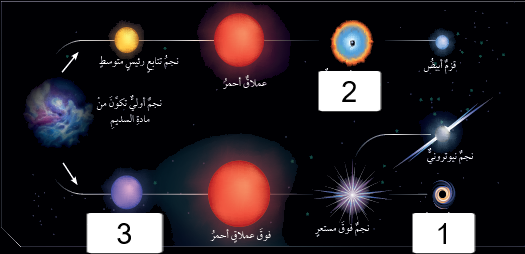 نجمُ تتابعٍ رئيسٍ متوسطٍ
عملاقٌ أحمرُ
2
قزمٌ أبيضُ
نجمٌ أوليٌّ تكوَّنَ منْ
مادةِ السديمِ
نجمٌ نيوترونيٌّ
3
فوقَ عملاقٍ أحمرُ
نجمٌ فوقَ مستعرٍ
1